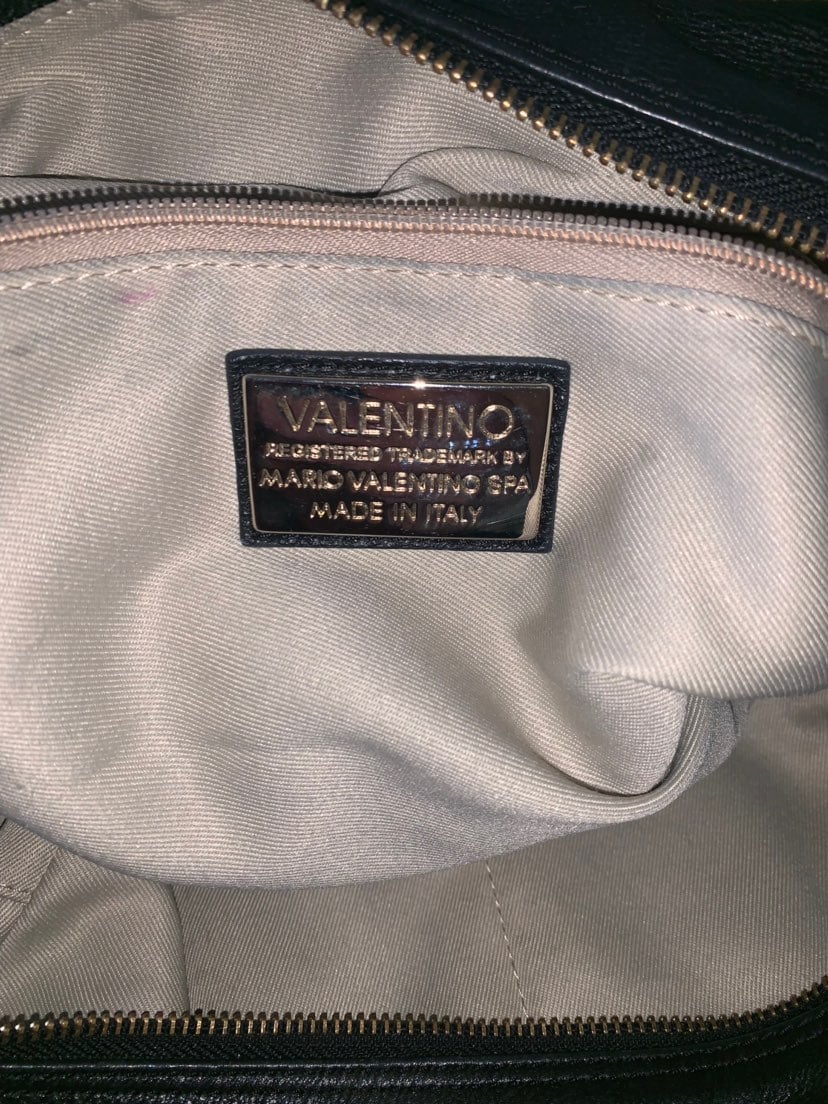 VALENTINO
REGISTERED TRADEMARK BY
MARIO VALENTINO SPA
MADE IN ITALY